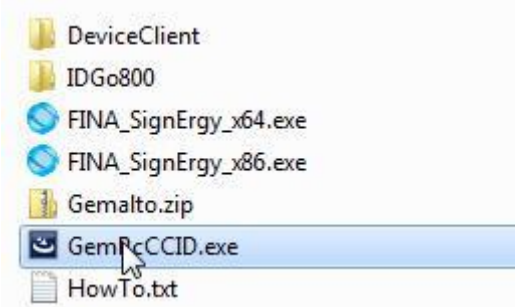 DeviceClient
IDGo800
FINA_SignErgy_x64.exe
FINA_SignErgy_x86.exe
Gemalto.zip
GemPcCCID.exe
HowTo.txt